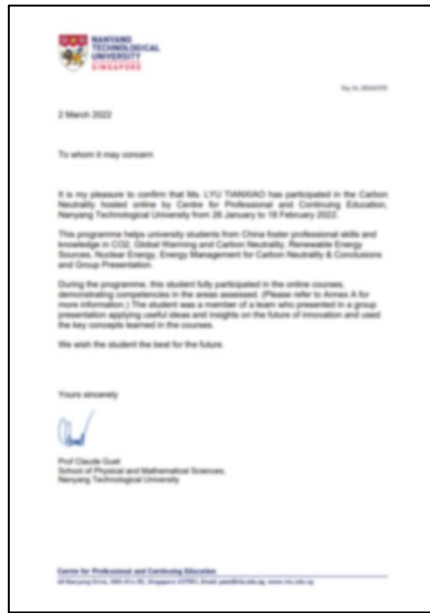 NANYANG
TECHNOLOGICAL
UNIVERSITY
SINGAPORE
2 March 2022
To whom it may concern
It is my pleasure to confirm that Ms. LYU TIANXIAO has participated in the Carbon
Neutrality hosted online by Centre for Professional and Continuing Education,
Nanyang Technological University from 26 January to 18 February 2022.
This programme helps university students from China foster professional skills and
knowledge in CO2, Global Warming and Carbon Neutrality, Renewable Energy
Sources, Nuclear Energy, Energy Management for Carbon Neutrality & Conclusions
and Group Presentation.
During the programme, this student fully participated in the online courses,
demonstrating competencies in the areas assessed. (Please refer to Annex A for
more information.) The student was a member of a team who presented in a group
presentation applying useful ideas and insights on the future of innovation and used
the key concepts learned in the courses.
We wish the student the best for the future.
Yours sincerely
Prof Claude Guet
School of Physical and Mathematical Sciences,
Nanyang Technological University
Centre for Professional and Continuing Education
Nanyang Drive, Singapore